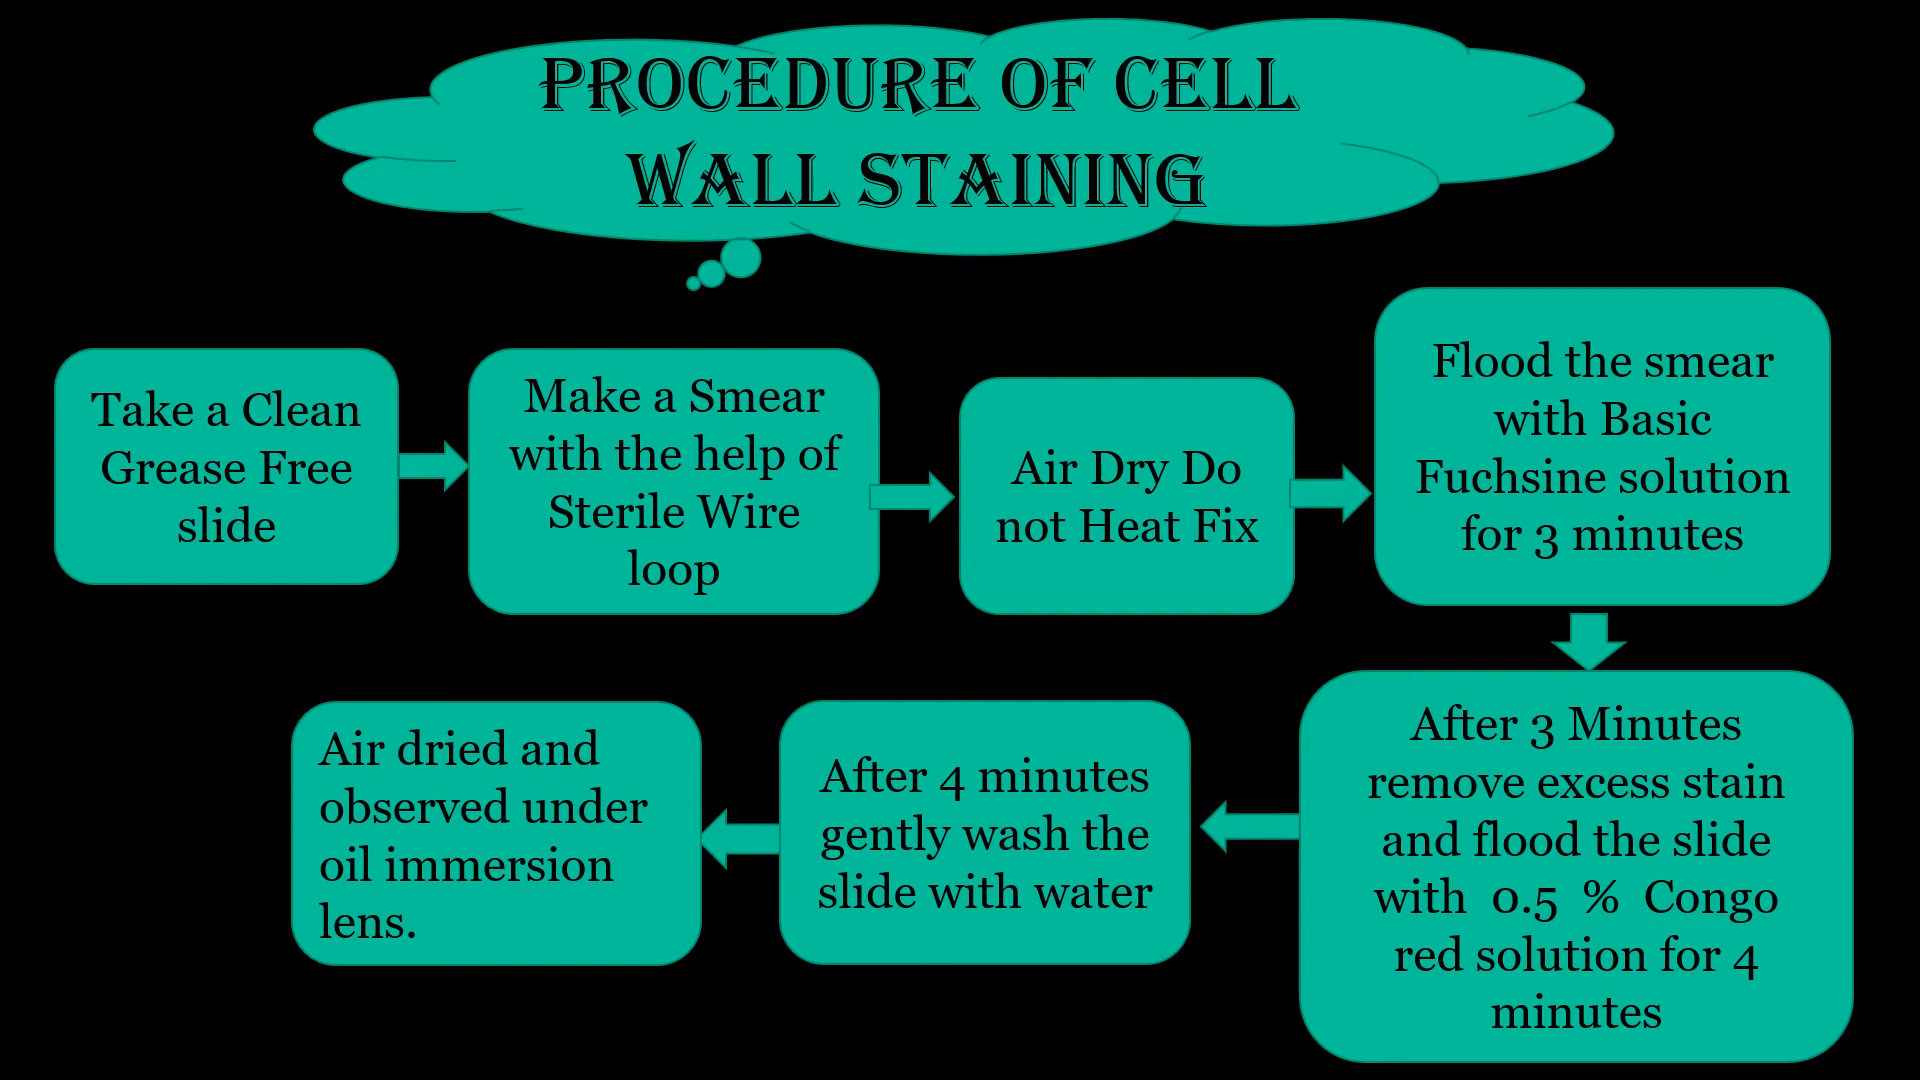 PROCEDURE OF CELL
WALL STAINING
Take a Clean
Grease Free
slide
Make a Smear
with the help of
Sterile Wire
loop
Air Dry Do
not Heat Fix
Flood the smear
with Basic
Fuchsine solution
for 3 minutes
After 3 Minutes
remove excess stain
and flood the slide
with 0.5 % Congo
red solution for 4
minutes
After 4 minutes
gently wash the
slide with water
Air dried and
observed under
oil immersion
lens.